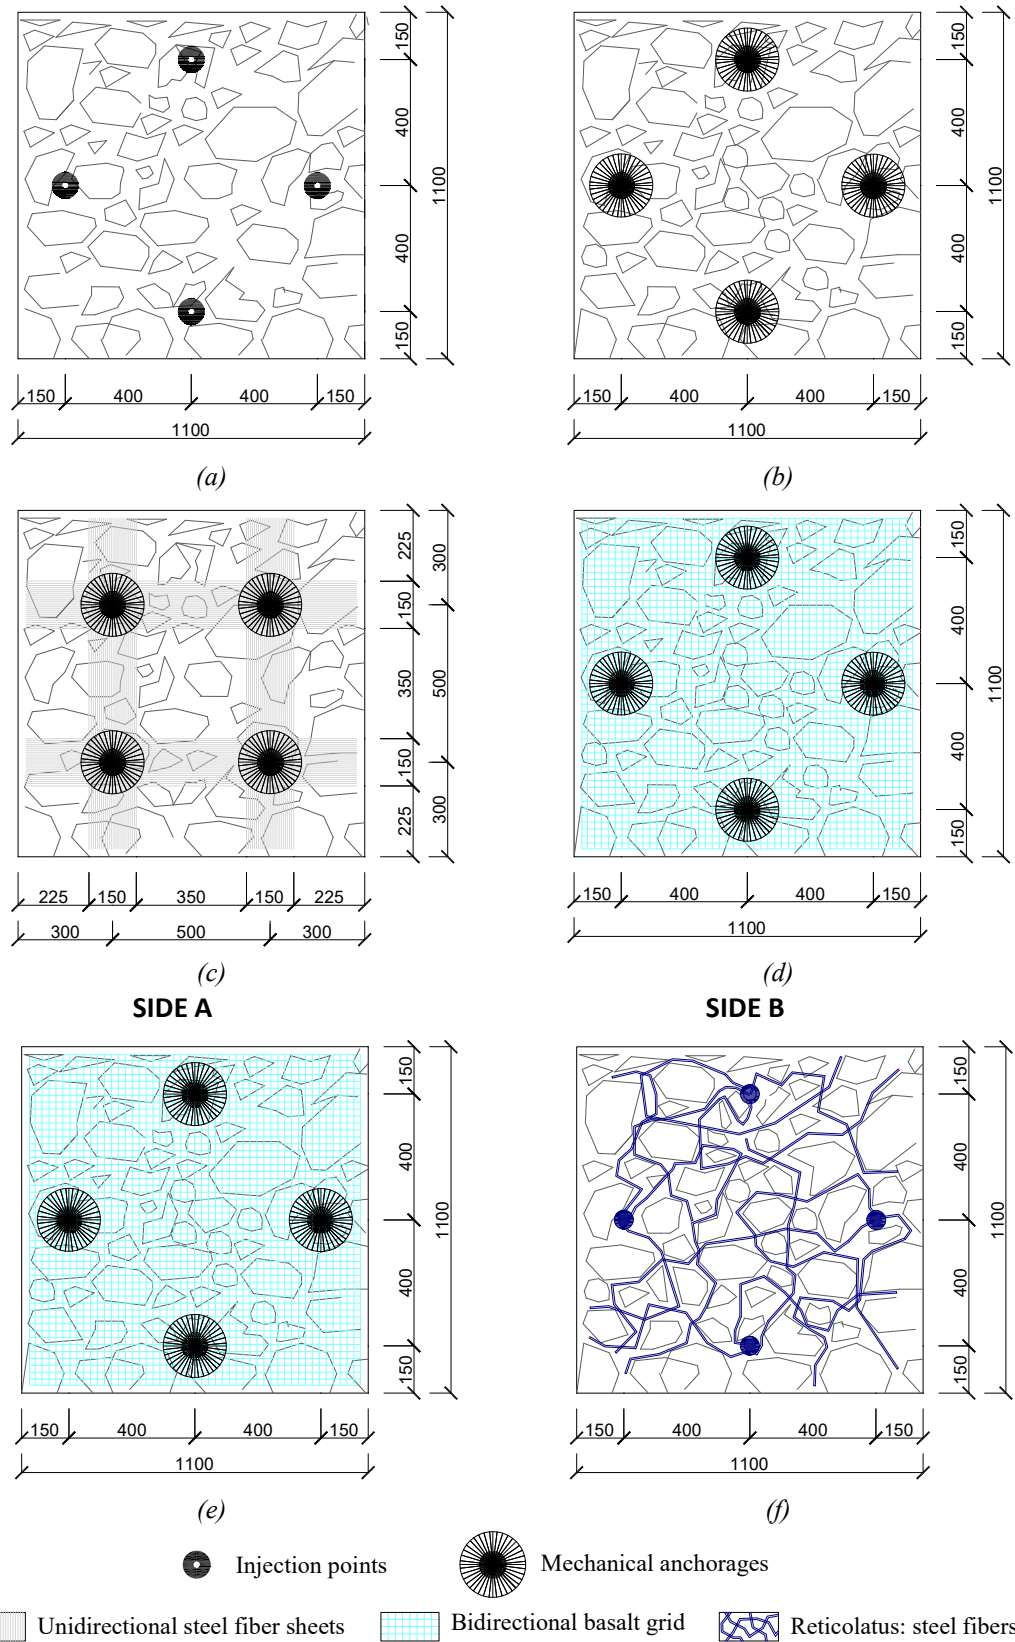 150
400
1100
400
150
150 400 400 150
1100
(a)
150
400
1100
400
150
150 400 400 150
1100
(b)
225
300
150
350
500
150
300
225
225 150 350 150 225
300 500 300
(c)
150
400
1100
400
150
150 400 400 150
1100
(d)
SIDE A
SIDE B
150
400
1100
400
150
150 400 400 150
1100
(e)
150
400
1100
400
150
150 400 400 150
1100
(f)
Injection points
Mechanical anchorages
Unidirectional steel fiber sheets
Bidirectional basalt grid
Reticolatus: steel fibers